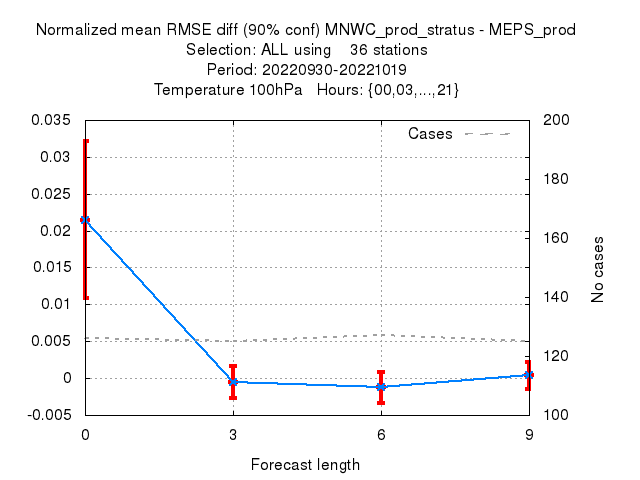 Normalized mean RMSE diff (90% conf) MNWC_prod_stratus - MEPS_prod
Selection: ALL using 36 stations
Period: 20220930-20221019
Temperature 100hPa Hours: {00,03,...,21}
Cases
0.035
0.03
0.025
0.02
0.015
0.01
0.005
0
-0.005
200
180
160
140
120
100
No cases
0 3 6 9
Forecast length